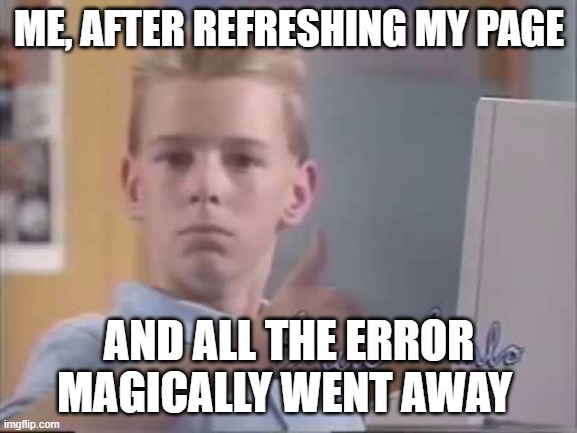 ME, AFTER REFRESHING MY PAGE
AND ALL THE ERROR
MAGICALLY WENT AWAY
imgflip.com